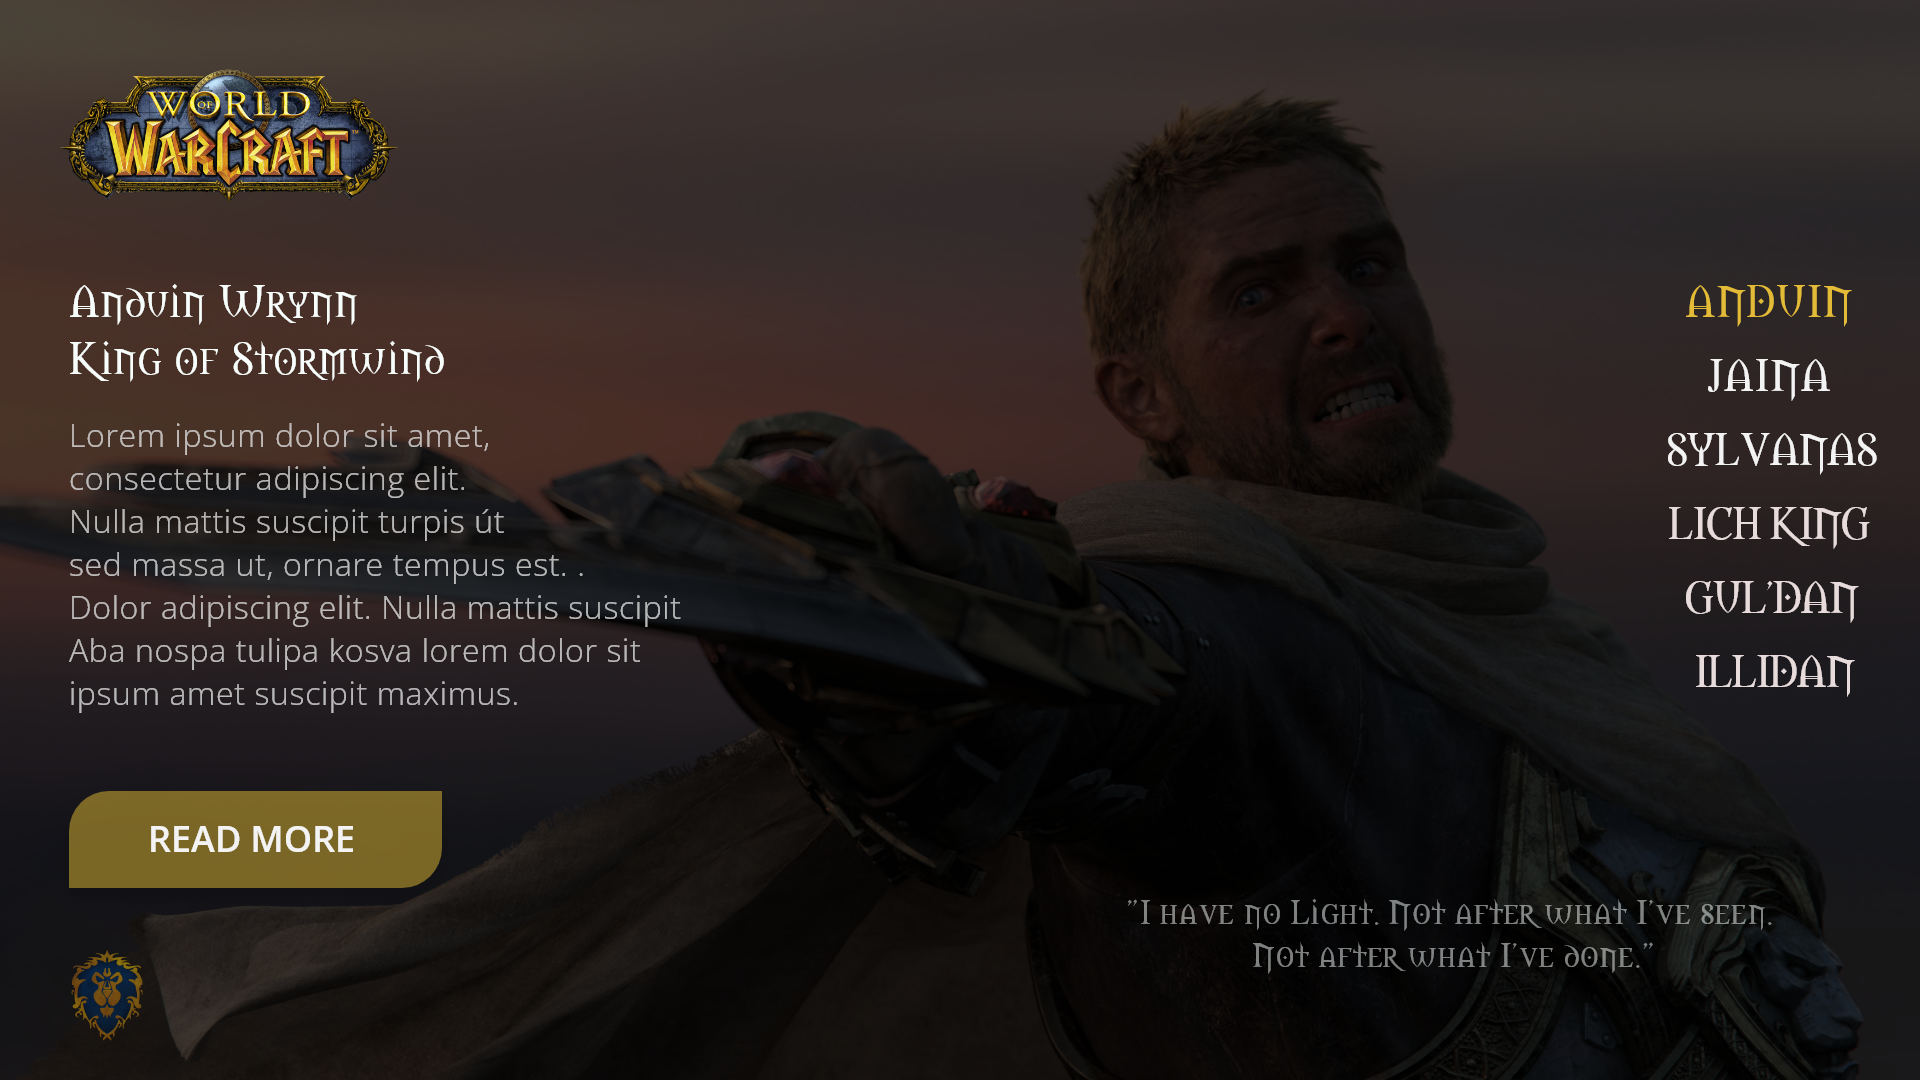 WORLD
OF
WARCRAFT
TM
Anduin Wrynn
King of Stormwind
Lorem ipsum dolor sit amet,
consectetur adipiscing elit.
Nulla mattis suscipit turpis út
sed massa ut, ornare tempus est. .
Dolor adipiscing elit. Nulla mattis suscipit
Aba nospa tulipa kosva lorem dolor sit
ipsum amet suscipit maximus.
READ MORE
ANDUIN
JAINA
SYLVANAS
LICH KING
GUL'DAN
ILLIDAN
"I have no Light. Not after what I've seen.
Not after what I've done."